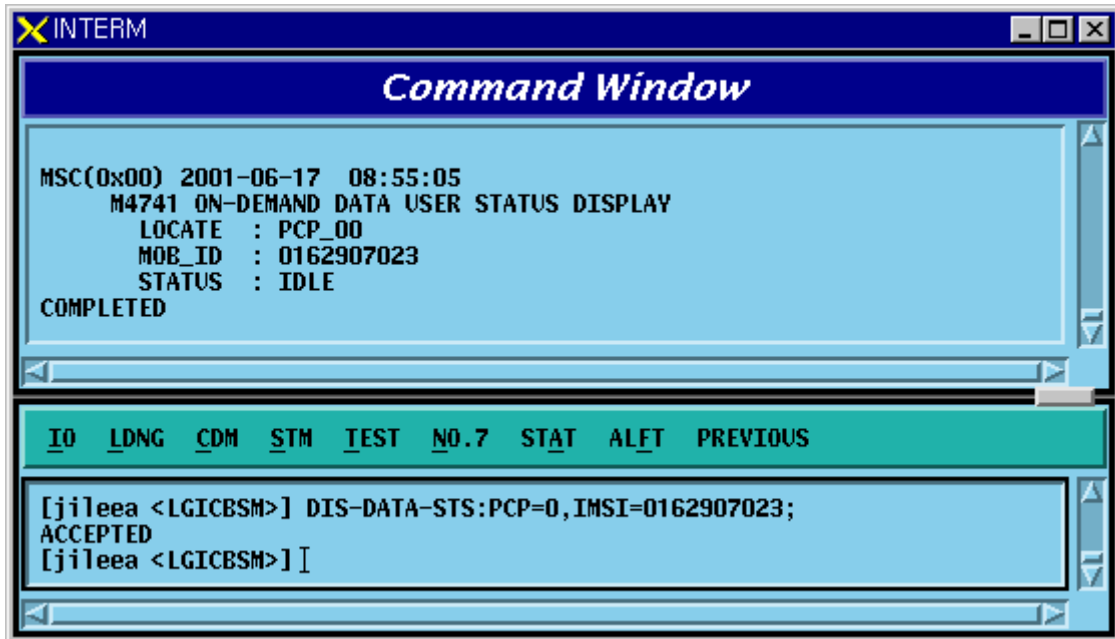 INTERM
Command Window
MSC(0x00) 2001-06-17 08:55:05
M4741 ON-DEMAND DATA USER STATUS DISPLAY
LOCATE : PCP_00
MOB_ID : 0162907023
STATUS : IDLE
COMPLETED
IO LDNG CDM STM TEST NO.7 STAT ALFT PREVIOUS
[jileea <LGICBSM>] DIS-DATA-STS:PCP=0,IMSI=0162907023;
ACCEPTED
[jileea <LGICBSM>]